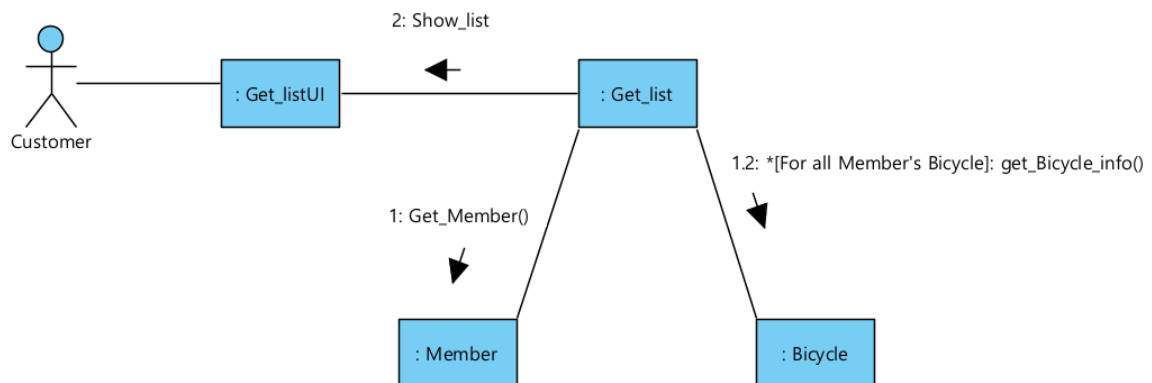 2: Show_list
: Get_listUI
: Get_list
Customer
1.2: *[For all Member's Bicycle]: get_Bicycle_info()
1: Get_Member()
: Member
: Bicycle